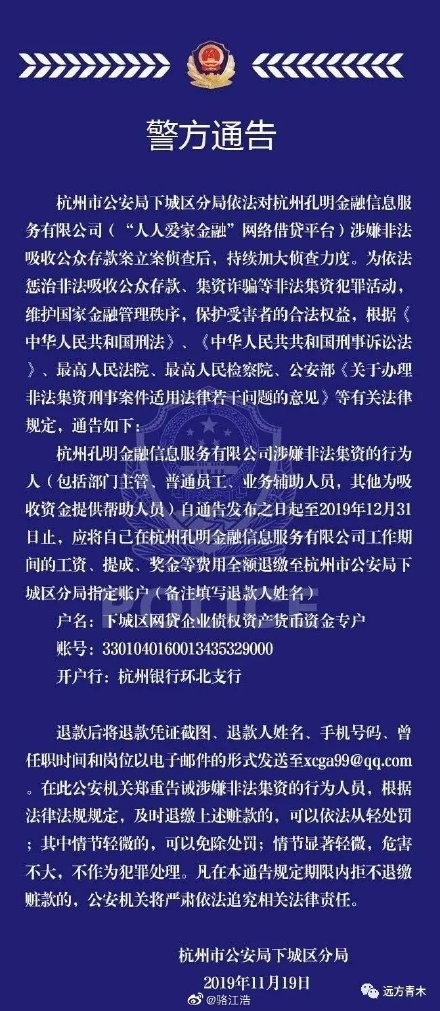 警方通告
杭州市公安局下城区分局依法对杭州孔明金融信息服
务有限公司（“人人爱家金融”网络借贷平台）涉嫌非法
吸收公众存款案立案侦查后，持续加大侦查力度。为依法
惩治非法吸收公众存款、集资诈骗等非法集资犯罪活动，
维护国家金融管理秩序，保护受害者的合法权益，根据《
中华人民共和国刑法》、《中华人民共和国刑事诉讼法
》、最高人民法院、最高人民检察院、公安部《关于办理
非法集资刑事案件适用法律若干问题的意见》等有关法律
规定，通告如下：
杭州孔明金融信息服务有限公司涉嫌非法集资的行为
人（包括部门主管、普通员工、业务辅助人员，其他为吸
收资金提供帮助人员）自通告发布之日起至2019年12月31
日止，应将自己在杭州孔明金融信息服务有限公司工作期
间的工资、提成、奖金等费用全额退缴至杭州市公安局下
城区分局指定账户（备注填写退款人姓名）
POLICE
户名：下城区网贷企业债权资产货币资金专户
账号：3301040160013435329000
开户行：杭州银行环北支行
退款后将退款凭证截图、退款人姓名、手机号码、曾
任职时间和岗位以电子邮件的形式发送至xcga99@qq.com
。在此公安机关郑重告诫涉嫌非法集资的行为人员，根据
法律法规规定，及时退缴上述赃款的，可以依法从轻处罚
；其中情节轻微的，可以免除处罚；情节显著轻微，危害
不大，不作为犯罪处理。凡在本通告规定期限内拒不退缴
赃款的，公安机关将严肃依法追究相关法律责任。
杭州市公安局下城区分局
2019年11月19日
@骆江浩
远方青木